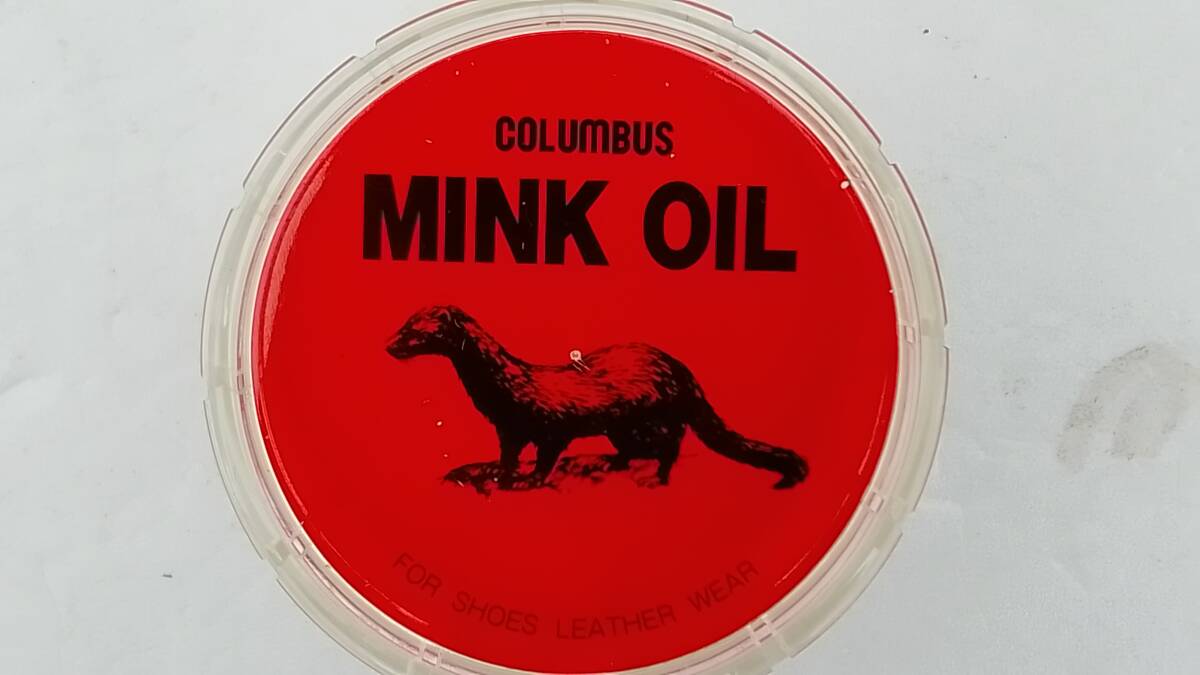 COLUMBUS
MINK OIL
FOR SHOES LEATHER WEAR